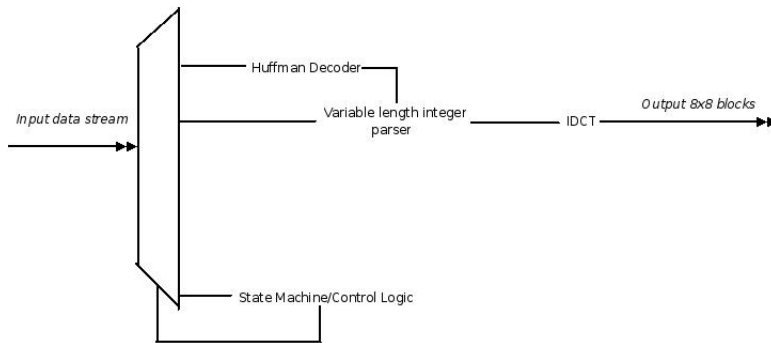 Huffman Decoder
Input data stream
Variable length integer
parser
IDCT
Output 8x8 blocks
State Machine/Control Logic